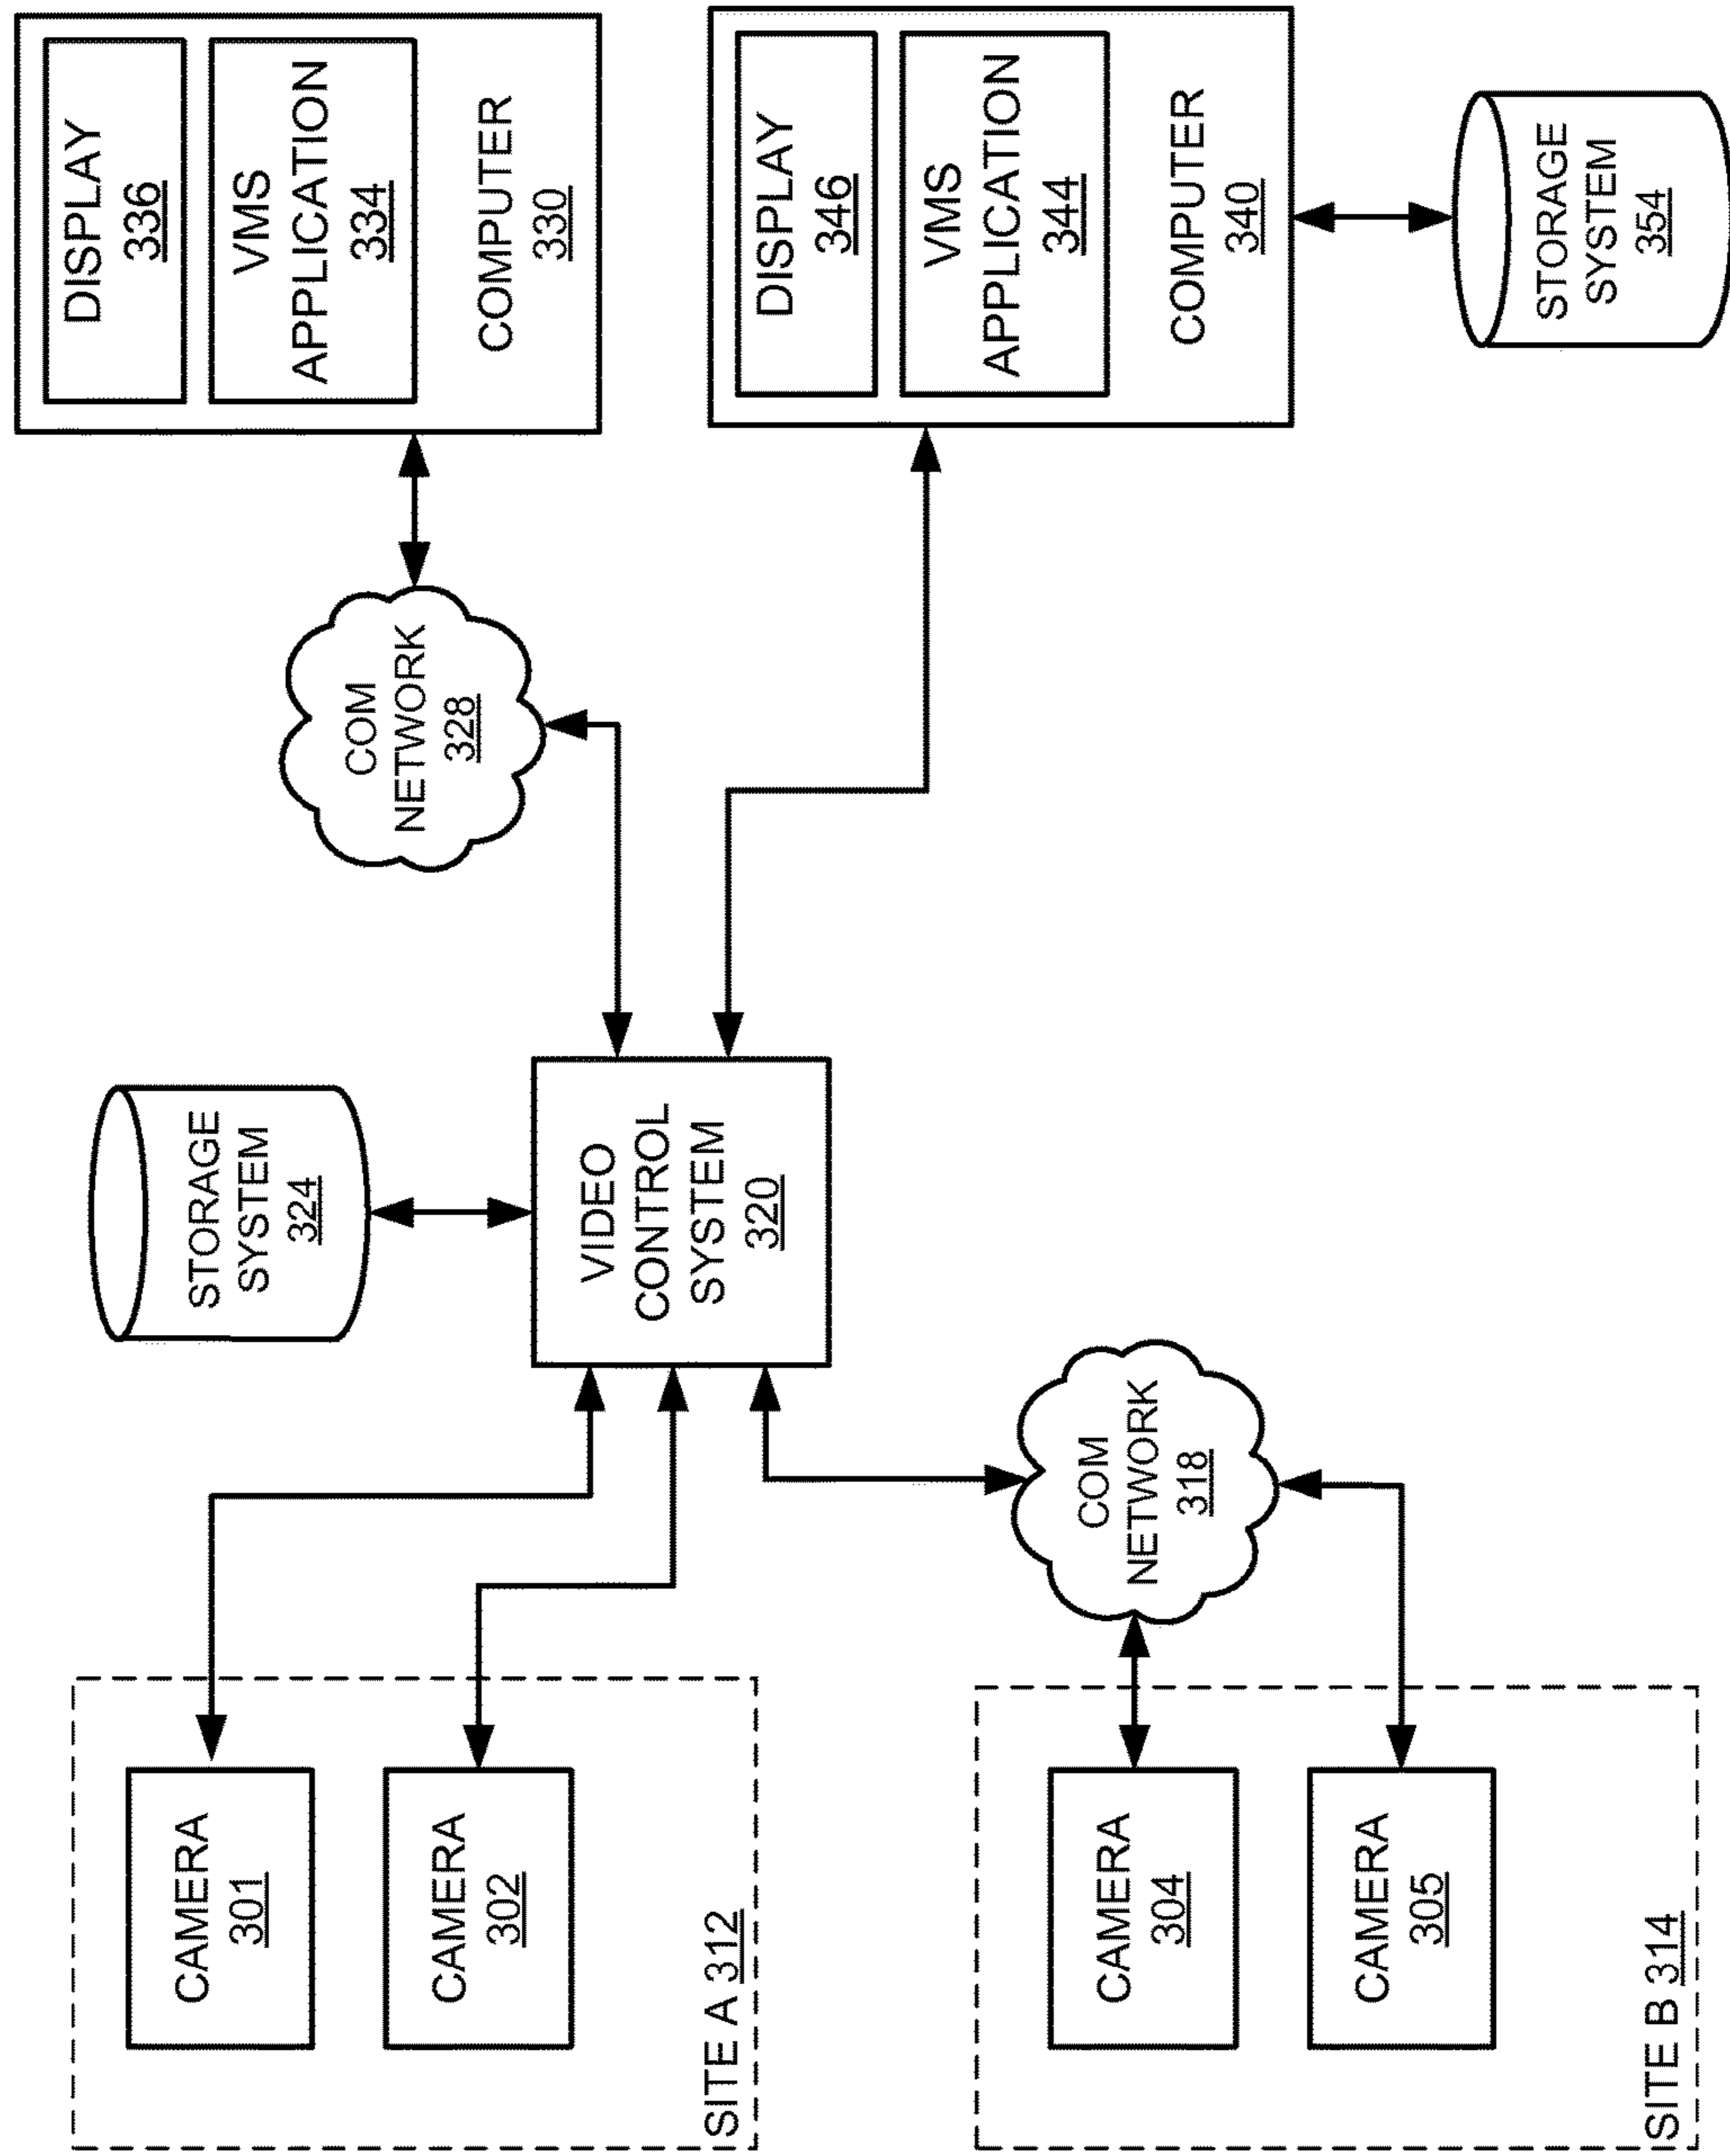 CAMERA
301
CAMERA
302
SITE A 312
CAMERA
304
CAMERA
305
SITE B 314
STORAGE
SYSTEM
324
VIDEO
CONTROL
SYSTEM
320
COM
NETWORK
318
COM
NETWORK
328
DISPLAY
336
VMS
APPLICATION
334
COMPUTER
330
DISPLAY
346
VMS
APPLICATION
344
COMPUTER
340
STORAGE
SYSTEM
354